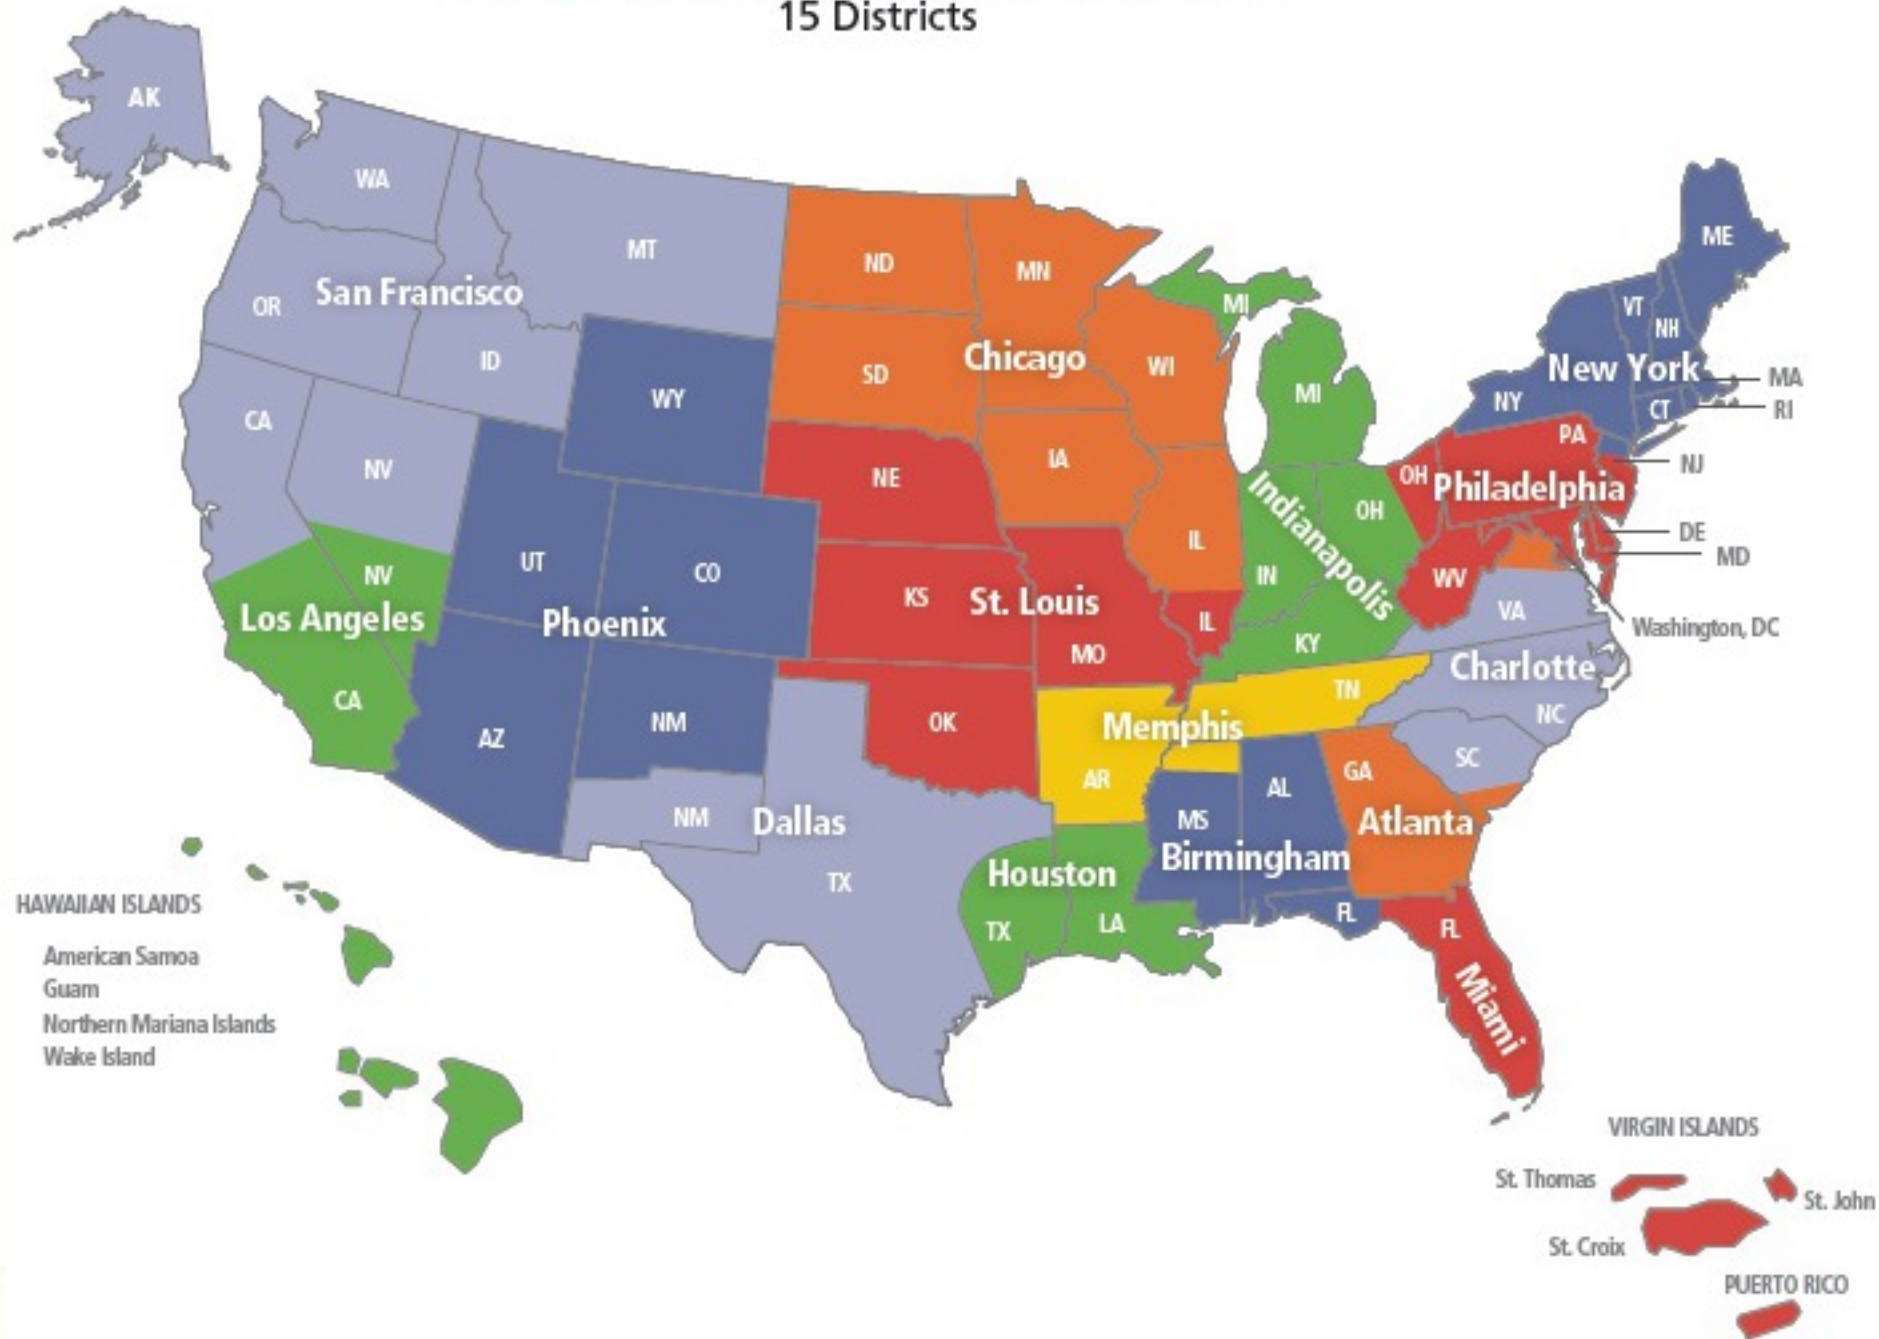 15 Districts
AK
WA
MT
ND
MN
ME
OR
San Francisco
ID
WY
SD
Chicago
WI
MI
MI
VT
NH
New York
MA
RI
NY
CT
CA
NV
NE
IA
PA
NJ
OH
Philadelphia
Indianapolis
OH
UT
CO
IL
DE
MD
NV
KS
St. Louis
IN
WV
VA
Washington, DC
Los Angeles
Phoenix
IL
MO
KY
Charlotte
CA
AZ
NM
OK
Memphis
TN
NC
SC
AR
AL
GA
NM
Dallas
MS
Atlanta
Birmingham
TX
Houston
TX
LA
FL
FL
Miami
HAWAIIAN ISLANDS
American Samoa
Guam
Northern Mariana Islands
Wake Island
VIRGIN ISLANDS
St. Thomas
St. John
St. Croix
PUERTO RICO